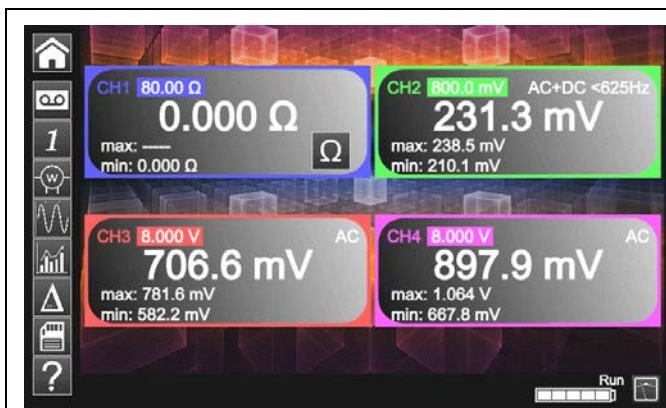 CH1 80.00 Ω
0.000 Ω
max: -----
min: 0.000 Ω
Ω
CH2 800.0 mV AC+DC <625Hz
231.3 mV
max: 238.5 mV
min: 210.1 mV
CH3 8.000 V AC
706.6 mV
max: 781.6 mV
min: 582.2 mV
CH4 8.000 V AC
897.9 mV
max: 1.064 V
min: 667.8 mV
1
W
Δ
?
Run